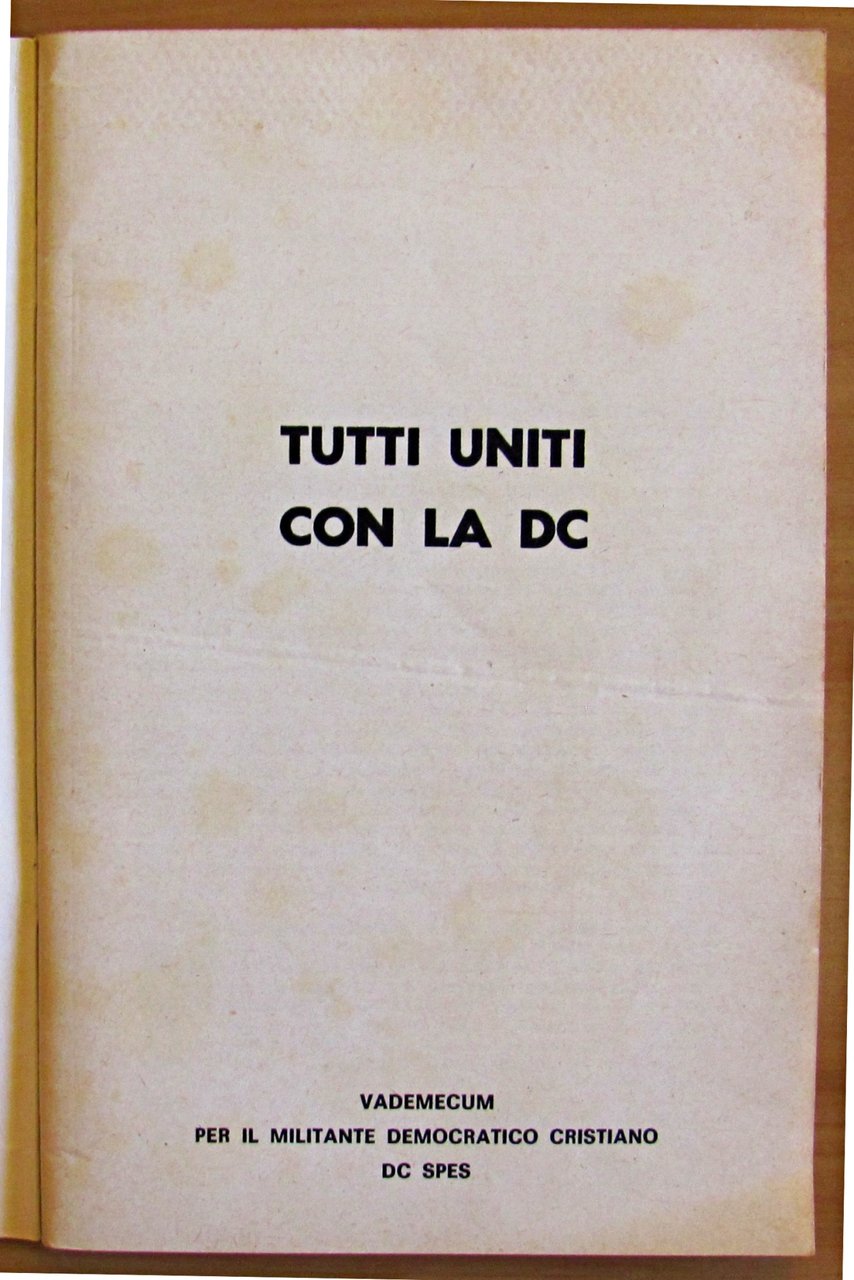 TUTTI UNITI
CON LA DC
VADEMECUM
PER IL MILITANTE DEMOCRATICO CRISTIANO
DC SPES